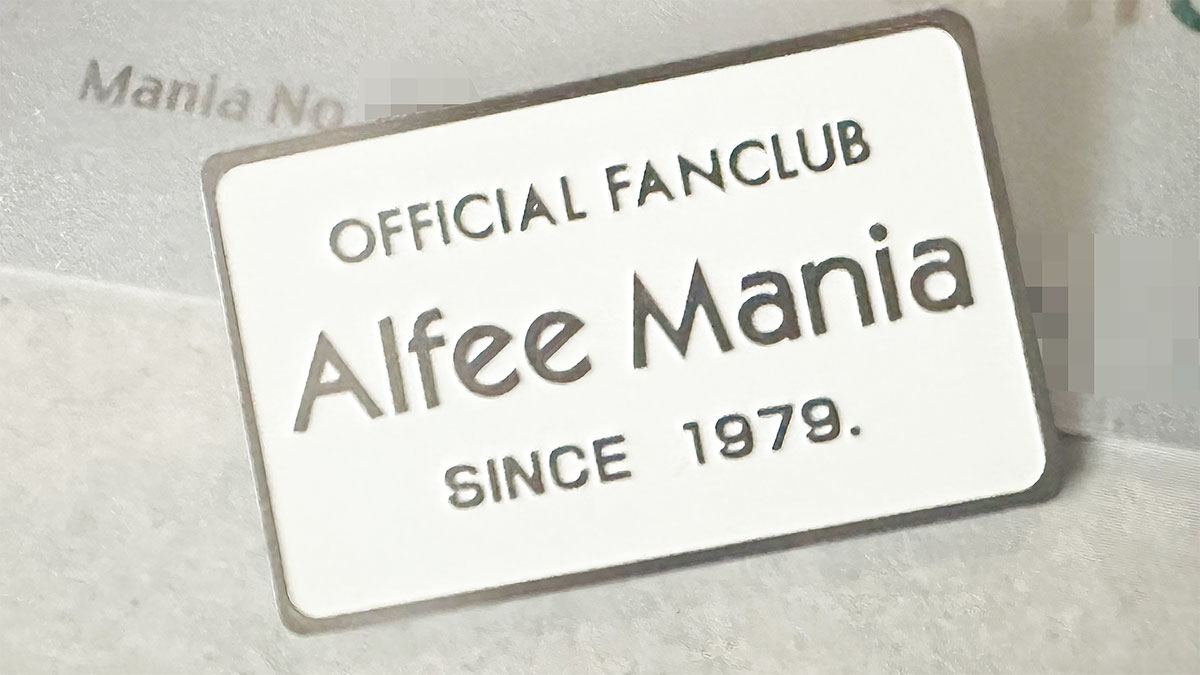 Mania No.
OFFICIAL FANCLUB
Alfee Mania
SINCE 1979.